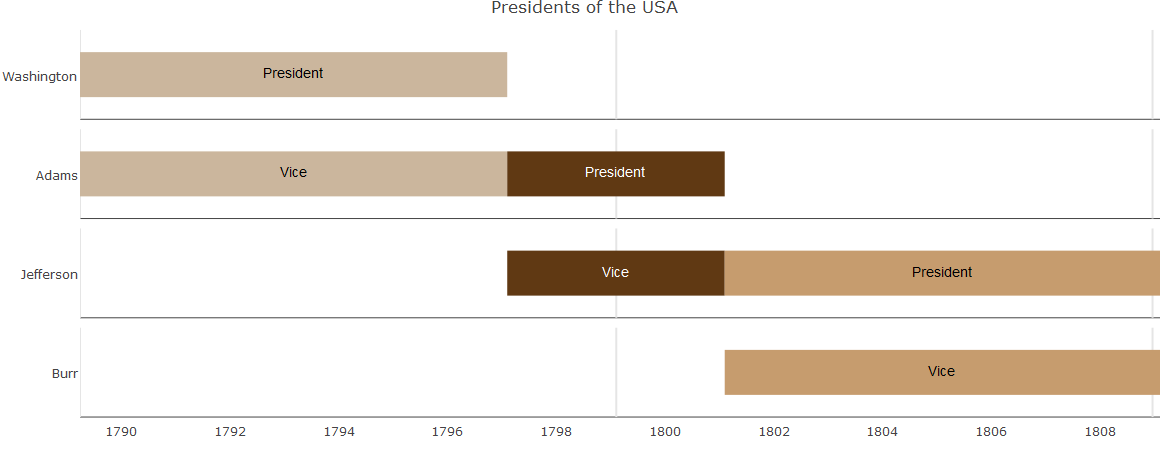 Presidents of the USA
Washington
President
Adams
Vice
President
Jefferson
Vice
President
Burr
Vice
1790 1792 1794 1796 1798 1800 1802 1804 1806 1808